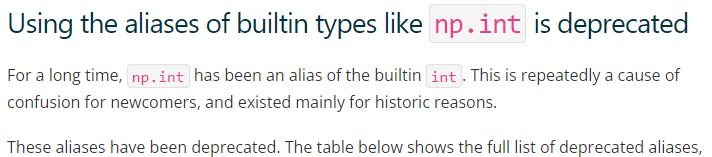 Using the aliases of builtin types like np.int is deprecated
For a long time, np.int has been an alias of the builtin int. This is repeatedly a cause of
confusion for newcomers, and existed mainly for historic reasons.
These aliases have been deprecated. The table below shows the full list of deprecated aliases,